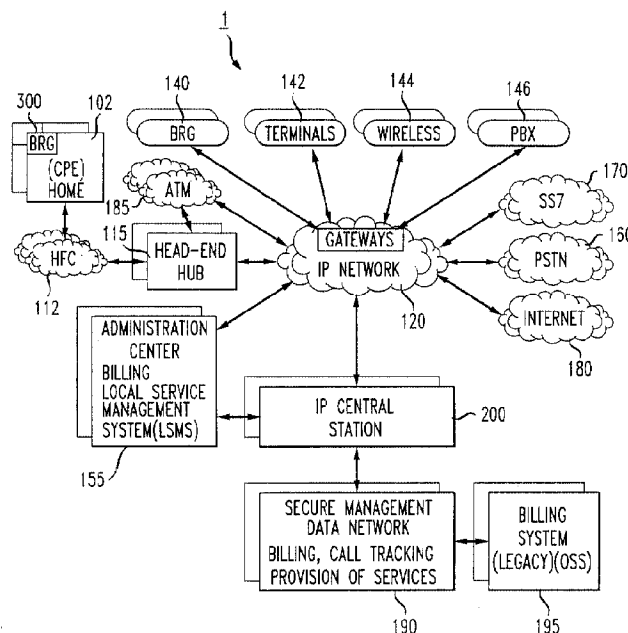 1
140
142
144
146
300
102
BRG
TERMINALS
WIRELESS
PBX
BRG
(CPE)
HOME
ATM
185
170
SS7
115
HEAD-END
HUB
GATEWAYS
IP NETWORK
160
PSTN
HFC
112
120
INTERNET
180
ADMINISTRATION
CENTER
BILLING
LOCAL SERVICE
MANAGEMENT
SYSTEM(LSMS)
155
IP CENTRAL
STATION
200
SECURE MANAGEMENT
DATA NETWORK
BILLING, CALL TRACKING
PROVISION OF SERVICES
190
BILLING
SYSTEM
(LEGACY)(OSS)
195